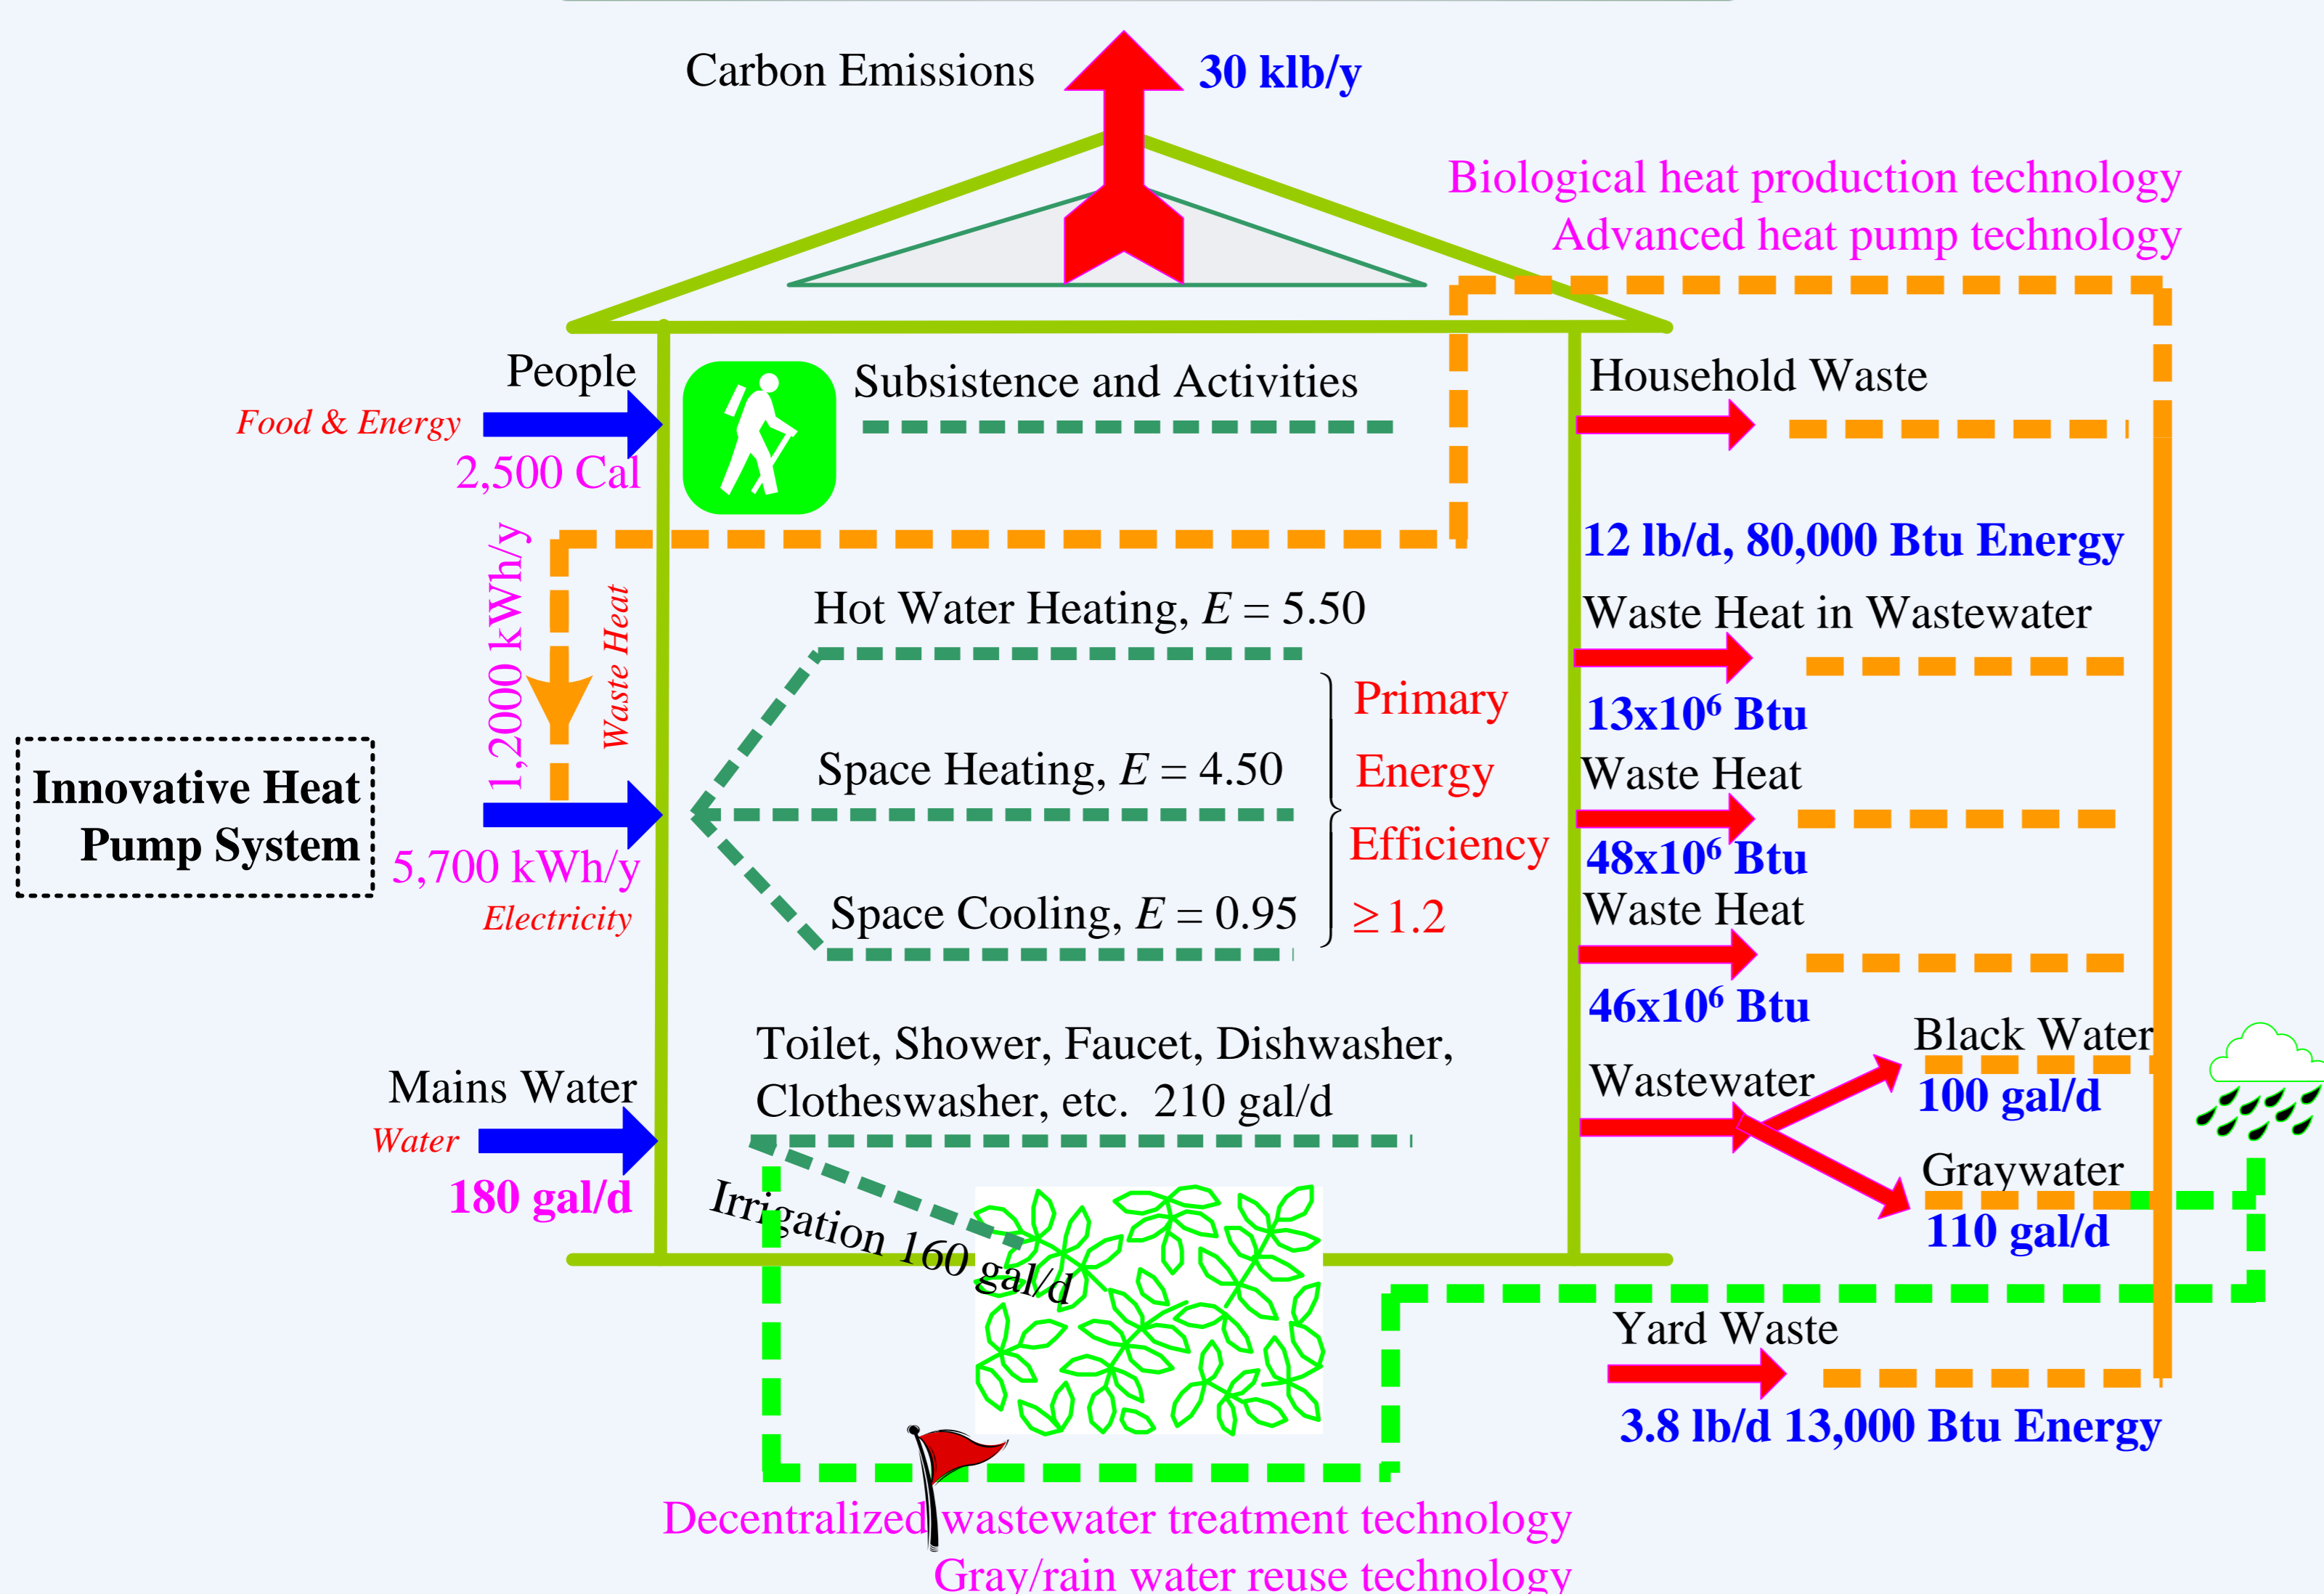 Carbon Emissions
30 klb/y
Biological heat production technology
Advanced heat pump technology
People
Food & Energy
2,500 Cal
Subsistence and Activities
Household Waste
12 lb/d, 80,000 Btu Energy
1,2000 kWh/y
Waste Heat
Hot Water Heating, E = 5.50
Waste Heat in Wastewater
13x10⁶ Btu
Primary
Energy
Efficiency
≥1.2
Space Heating, E = 4.50
Waste Heat
48x10⁶ Btu
Innovative Heat
Pump System
5,700 kWh/y
Electricity
Space Cooling, E = 0.95
Waste Heat
46x10⁶ Btu
Toilet, Shower, Faucet, Dishwasher,
Clotheswasher, etc. 210 gal/d
Mains Water
Water
180 gal/d
Irrigation 160 gal/d
Wastewater
Black Water
100 gal/d
Graywater
110 gal/d
Yard Waste
3.8 lb/d 13,000 Btu Energy
Decentralized wastewater treatment technology
Gray/rain water reuse technology